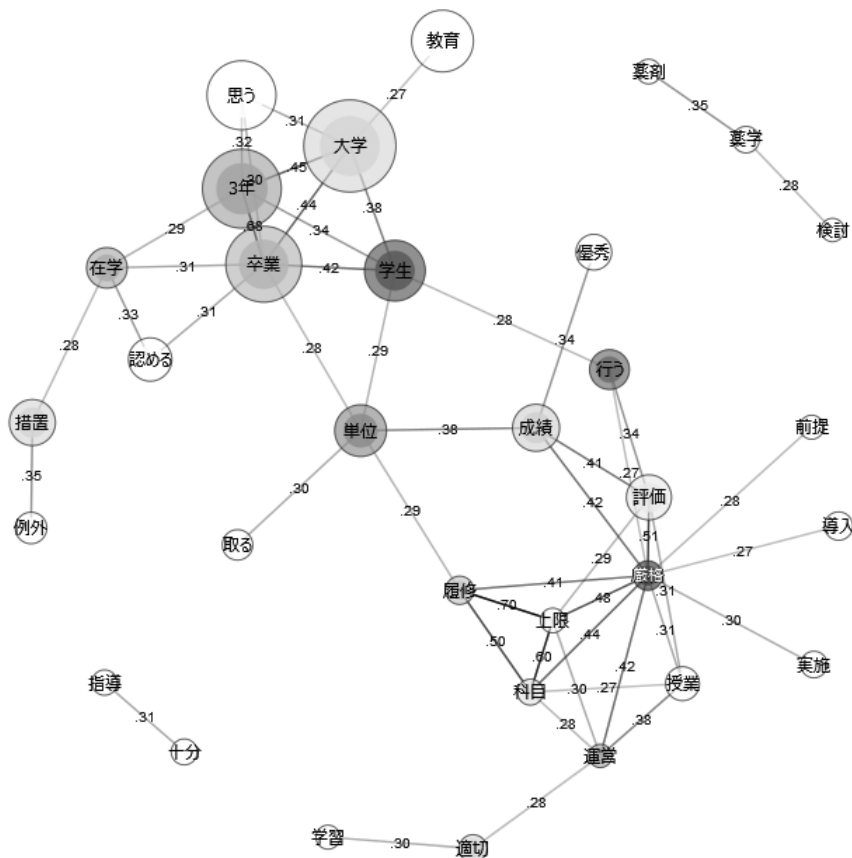 教育
薬剤
思う
.27
.35
大学
.31
薬学
.32
.45
.28
3年
.30
.44
.38
検討
.68
.34
優秀
.29
在学
.31
卒業
.42
学生
.33
.31
.28
.34
.28
認める
.28
.29
行う
措置
単位
.38
成績
.34
前提
.35
.41
.27
.30
.42
評価
.28
例外
取る
.29
.51
導入
.29
.27
厳格
履修
.41
.31
.70
上限
.48
.30
.50
.44
.31
.60
.42
実施
指導
科目
.30
.27
授業
.31
.28
.38
十分
運営
.28
学習
.30
適切